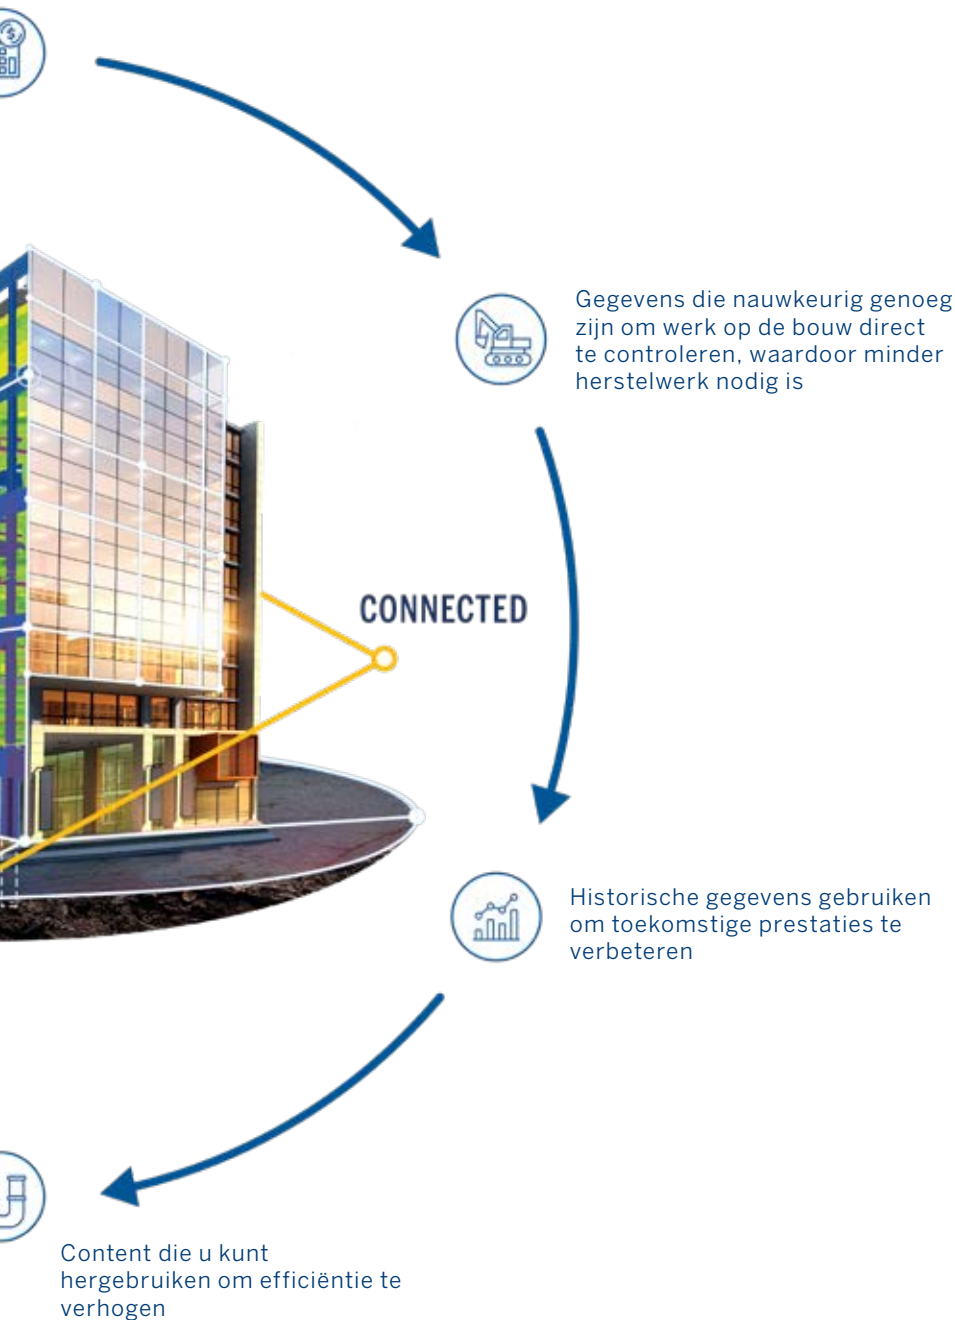 Gegevens die nauwkeurig genoeg
zijn om werk op de bouw direct
te controleren, waardoor minder
herstelwerk nodig is
CONNECTED
Historische gegevens gebruiken
om toekomstige prestaties te
verbeteren
Content die u kunt
hergebruiken om efficiëntie te
verhogen